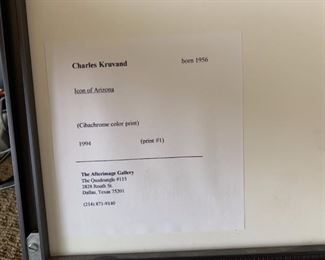 Charles Kruvand born 1956
Icon of Arizona
(Cibachrome color print)
1994 (print #1)
The Afterimage Gallery
The Quadrangle #115
2828 Routh St.
Dallas, Texas 75201
(214) 871-9140